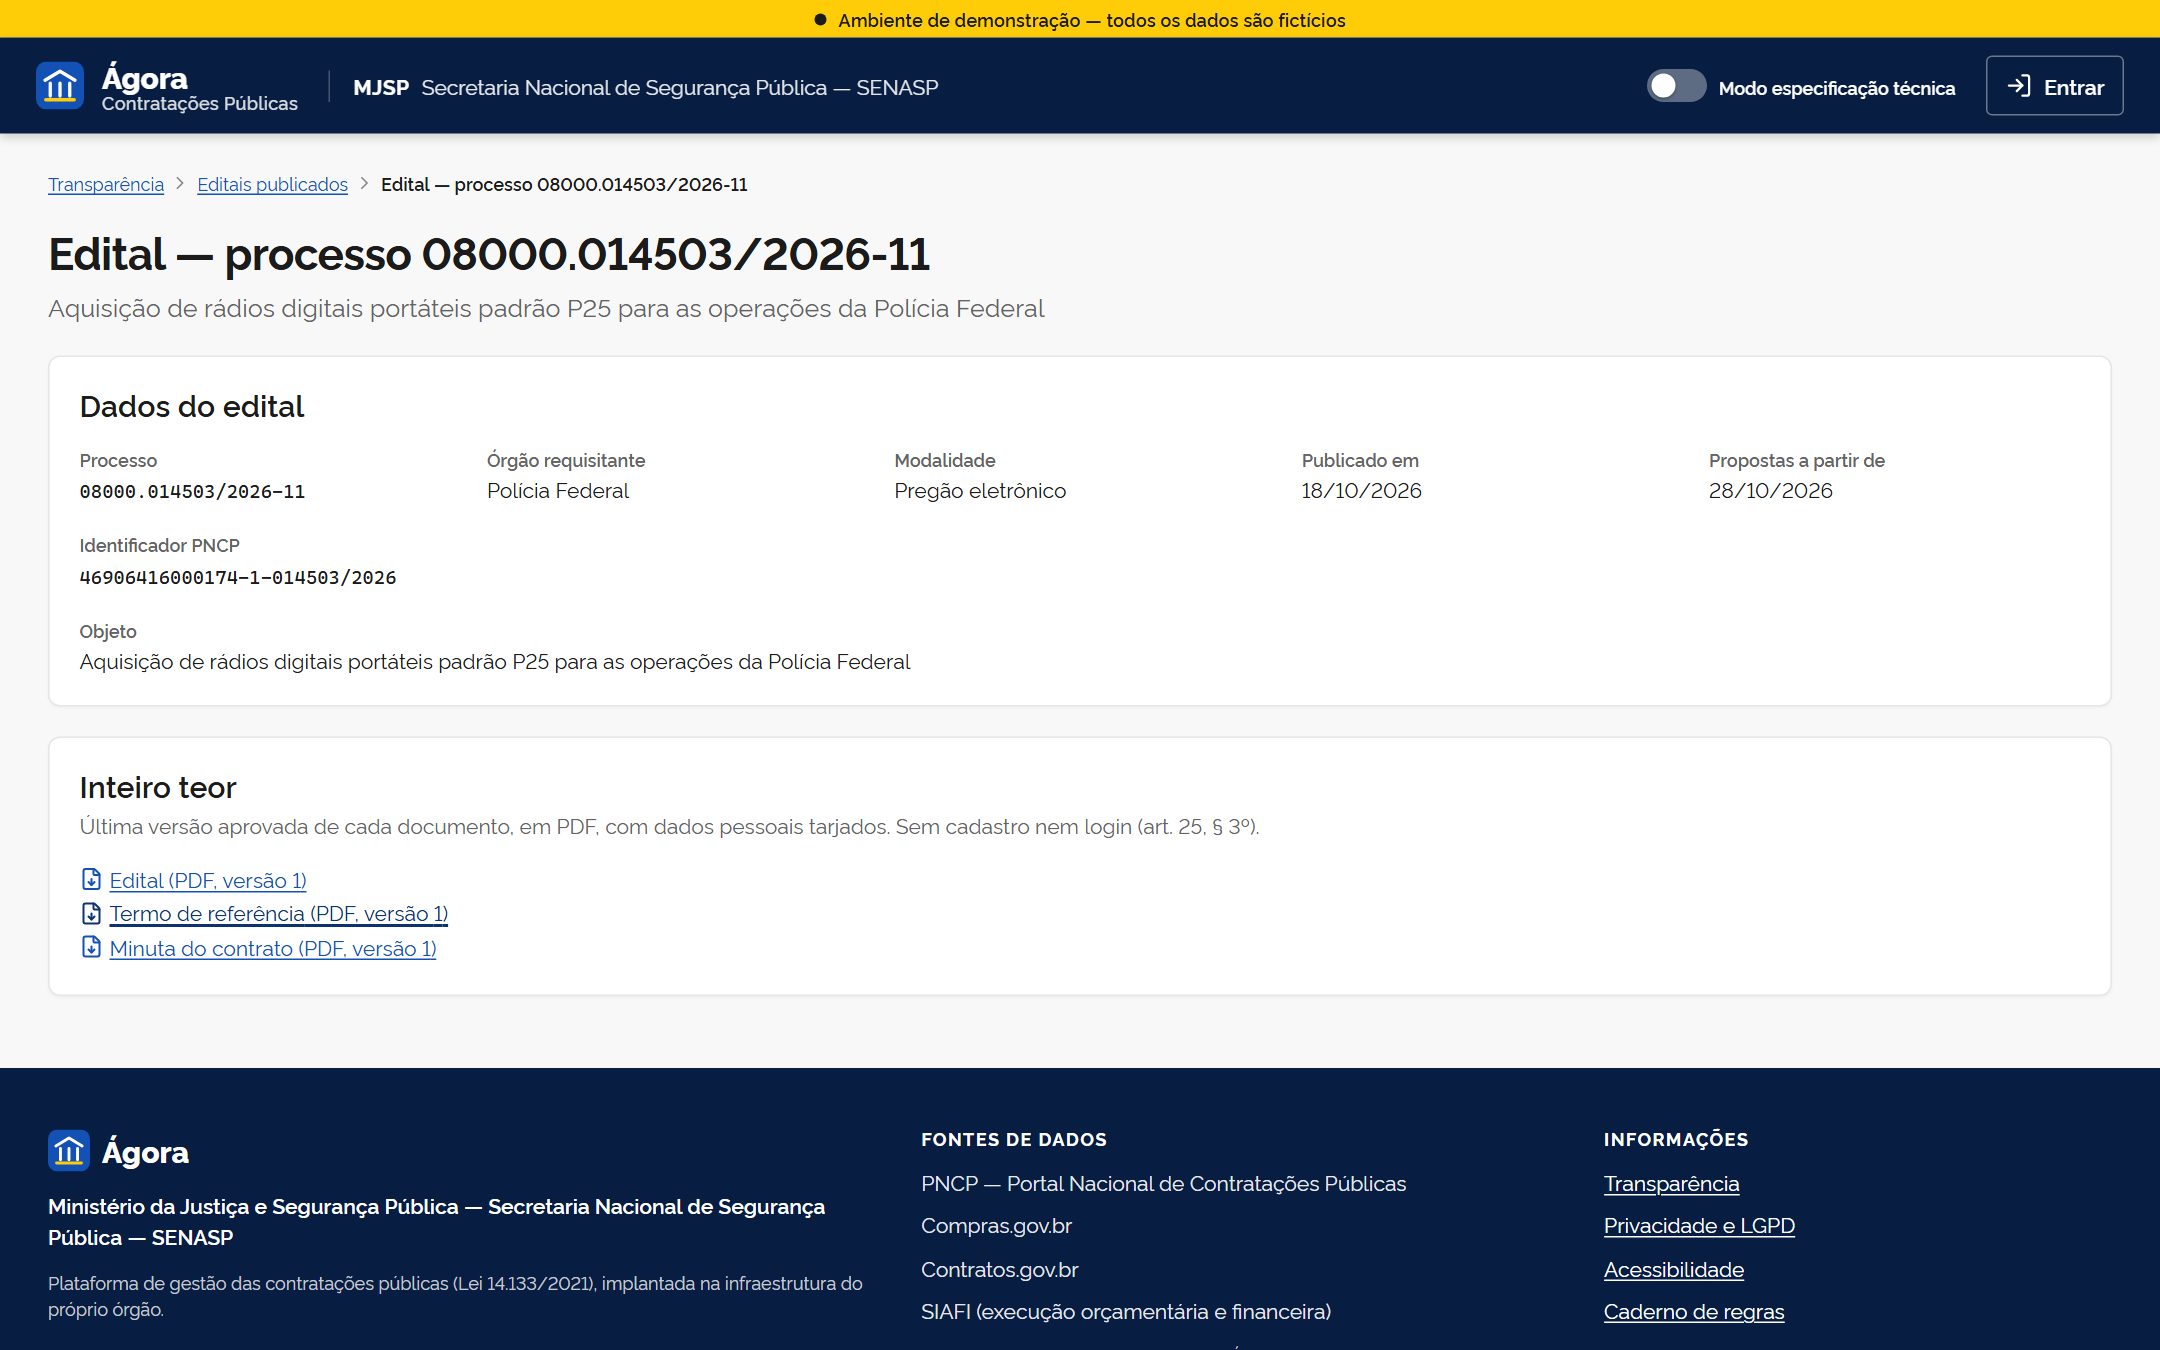 Ambiente de demonstração — todos os dados são fictícios
Ágora
Contratações Públicas
MJSP Secretaria Nacional de Segurança Pública — SENASP
Modo especificação técnica
Entrar
Transparência > Editais publicados > Edital — processo 08000.014503/2026-11
Edital — processo 08000.014503/2026-11
Aquisição de rádios digitais portáteis padrão P25 para as operações da Polícia Federal
Dados do edital
Processo
08000.014503/2026-11
Órgão requisitante
Polícia Federal
Modalidade
Pregão eletrônico
Publicado em
18/10/2026
Propostas a partir de
28/10/2026
Identificador PNCP
46906416000174-1-014503/2026
Objeto
Aquisição de rádios digitais portáteis padrão P25 para as operações da Polícia Federal
Inteiro teor
Última versão aprovada de cada documento, em PDF, com dados pessoais tarjados. Sem cadastro nem login (art. 25, § 3º).
Edital (PDF, versão 1)
Termo de referência (PDF, versão 1)
Minuta do contrato (PDF, versão 1)
Ágora
Ministério da Justiça e Segurança Pública — Secretaria Nacional de Segurança
Pública — SENASP
Plataforma de gestão das contratações públicas (Lei 14.133/2021), implantada na infraestrutura do
próprio órgão.
FONTES DE DADOS
PNCP — Portal Nacional de Contratações Públicas
Compras.gov.br
Contratos.gov.br
SIAFI (execução orçamentária e financeira)
INFORMAÇÕES
Transparência
Privacidade e LGPD
Acessibilidade
Caderno de regras